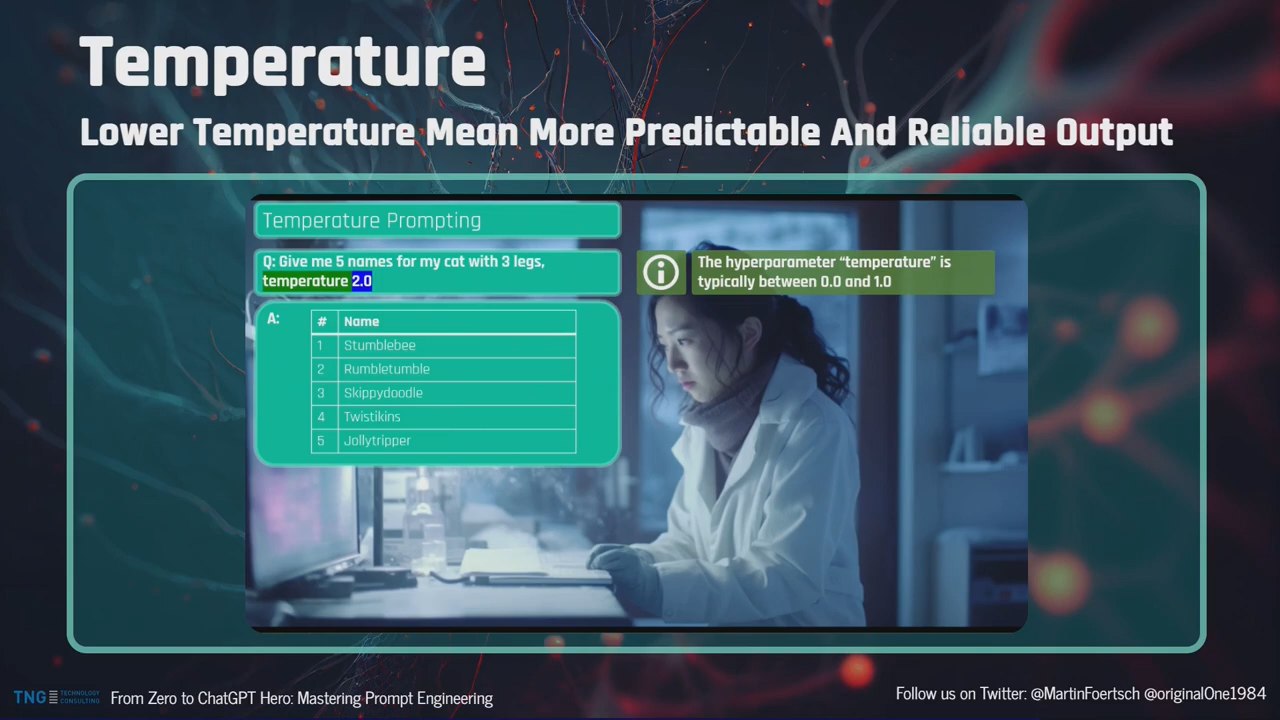 Temperature
Lower Temperature Mean More Predictable And Reliable Output
Temperature Prompting
Q: Give me 5 names for my cat with 3 legs,
temperature 2.0
The hyperparameter “temperature” is
typically between 0.0 and 1.0
A:
# Name
1 Stumblebee
2 Rumbletumble
3 Skippydoodle
4 Twistikins
5 Jollytripper
TNG TECHNOLOGY
CONSULTING
From Zero to ChatGPT Hero: Mastering Prompt Engineering
Follow us on Twitter: @MartinFoertsch @originalOne1984